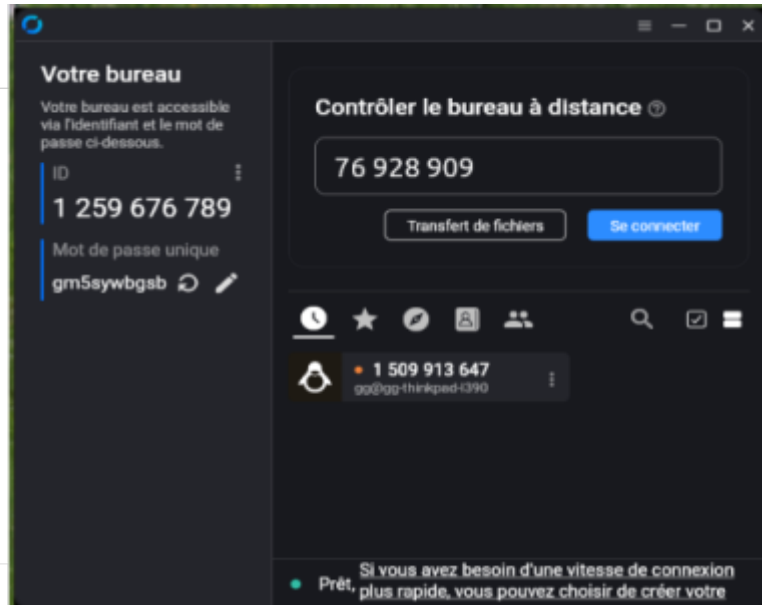 Votre bureau
Votre bureau est accessible
via l'identifiant et le mot de
passe ci-dessous.
ID
1 259 676 789
Mot de passe unique
gm5sywbgsb
Contrôler le bureau à distance
76 928 909
Transfert de fichiers
Se connecter
1 509 913 647
gg@gg-thinkpad-l390
Prêt, Si vous avez besoin d'une vitesse de connexion
plus rapide, vous pouvez choisir de créer votre